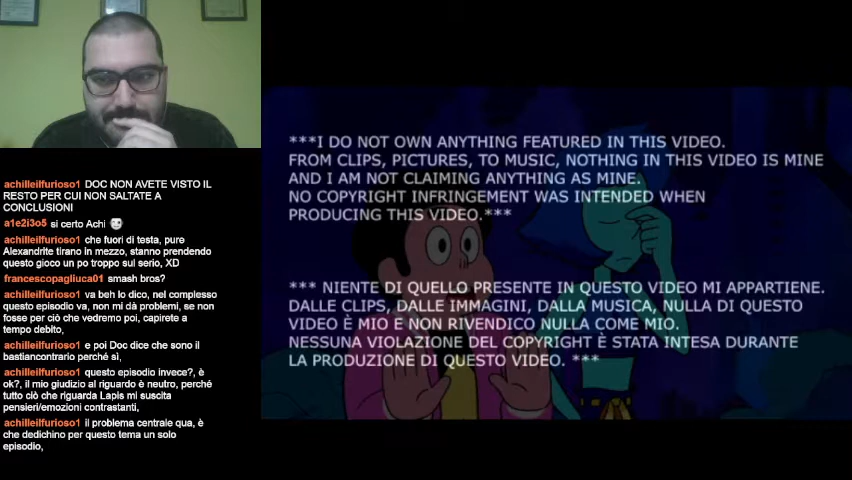 achilleilfurioso1 DOC NON AVETE VISTO IL
RESTO PER CUI NON SALTATE A
CONCLUSIONI
a1e2i3o5 si certo Achi
achilleilfurioso1 che fuori di testa, pure
Alexandrite tirano in mezzo, stanno prendendo
questo gioco un po troppo sul serio, XD
francescopagliuca01 smash bros?
achilleilfurioso1 va beh lo dico, nel complesso
questo episodio va, non mi dà problemi, se non
fosse per ciò che vedremo poi, capirete a
tempo debito,
achilleilfurioso1 e poi Doc dice che sono il
bastiancontrario perché sì,
achilleilfurioso1 questo episodio invece?, è
ok?, il mio giudizio al riguardo è neutro, perché
tutto ciò che riguarda Lapis mi suscita
pensieri/emozioni contrastanti,
achilleilfurioso1 il problema centrale qua, è
che dedichino per questo tema un solo
episodio,
***I DO NOT OWN ANYTHING FEATURED IN THIS VIDEO.
FROM CLIPS, PICTURES, TO MUSIC, NOTHING IN THIS VIDEO IS MINE
AND I AM NOT CLAIMING ANYTHING AS MINE.
NO COPYRIGHT INFRINGEMENT WAS INTENDED WHEN
PRODUCING THIS VIDEO.***
*** NIENTE DI QUELLO PRESENTE IN QUESTO VIDEO MI APPARTIENE.
DALLE CLIPS, DALLE IMMAGINI, DALLA MUSICA, NULLA DI QUESTO
VIDEO È MIO E NON RIVENDICO NULLA COME MIO.
NESSUNA VIOLAZIONE DEL COPYRIGHT È STATA INTESA DURANTE
LA PRODUZIONE DI QUESTO VIDEO. ***